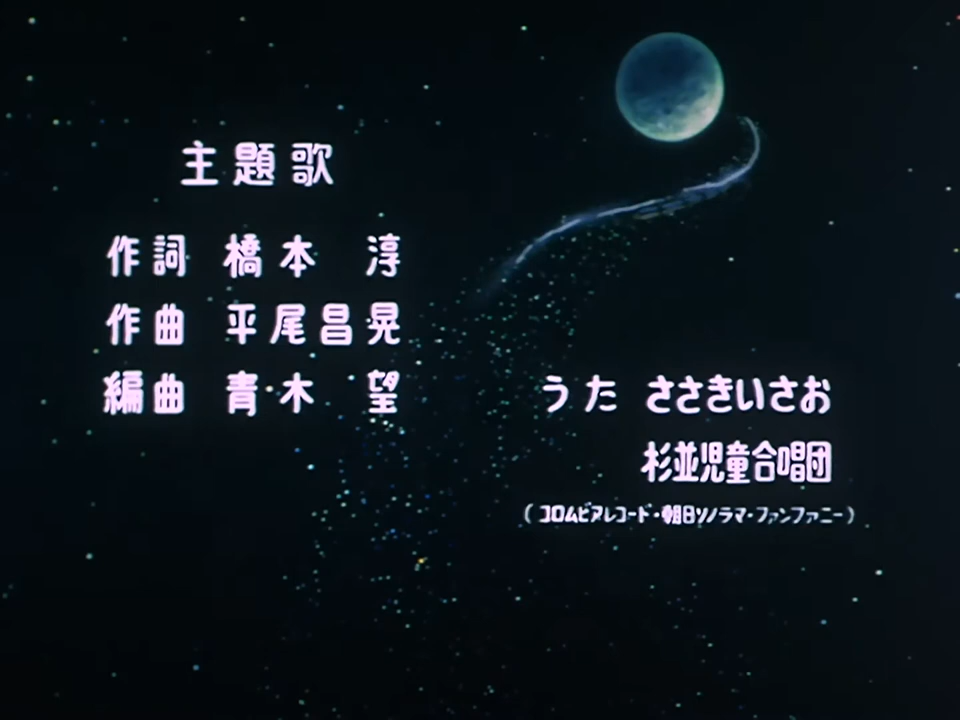 主題歌
作詞 橋本 淳
作曲 平尾昌晃
編曲 青木 望
うた ささきいさお
杉並児童合唱団
(コロムビアレコード・朝日ソノラマ・ファンファニー)